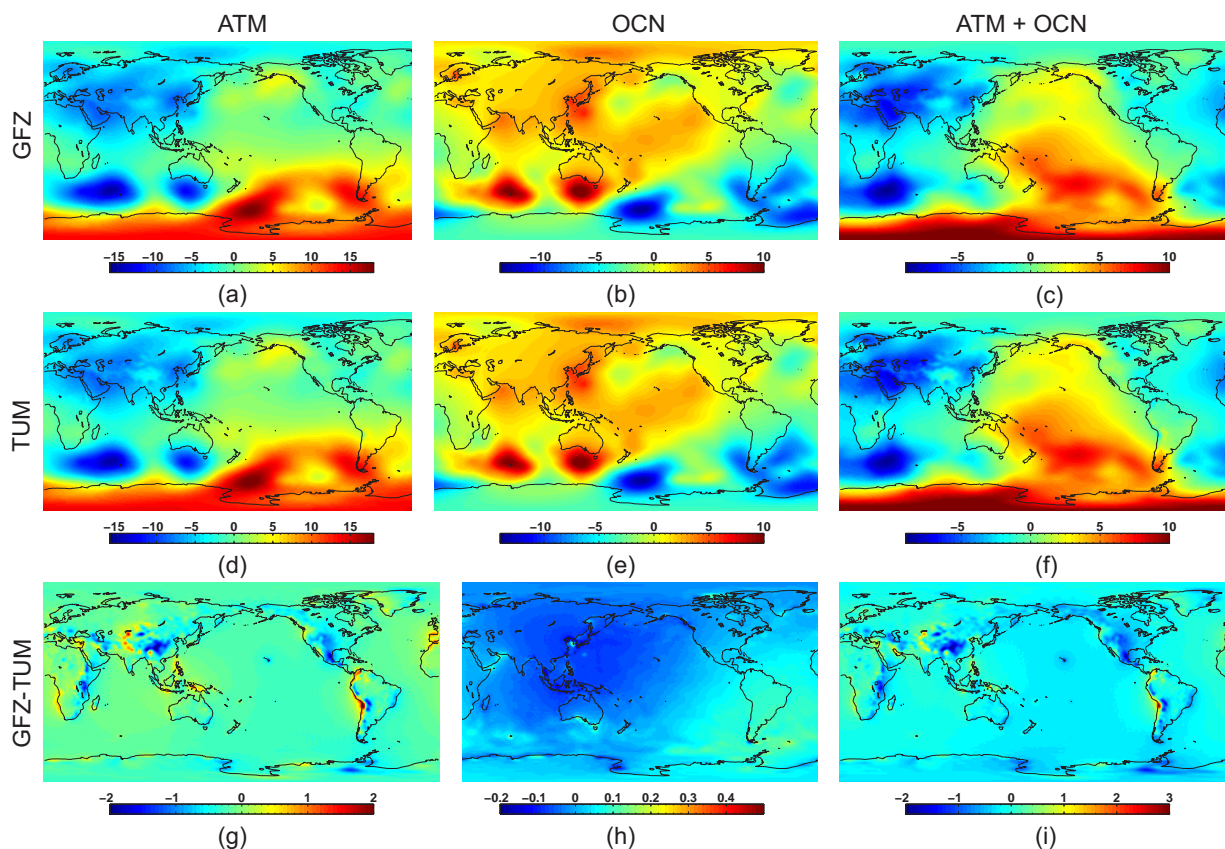 ATM OCN ATM + OCN
GFZ
−15 −10 −5 0 5 10 15
−10 −5 0 5 10
−5 0 5 10
(a) (b) (c)
TUM
−15 −10 −5 0 5 10 15
−10 −5 0 5 10
−5 0 5 10
(d) (e) (f)
GFZ-TUM
−2 −1 0 1 2
−0.2 −0.1 0 0.1 0.2 0.3 0.4
−2 −1 0 1 2 3
(g) (h) (i)